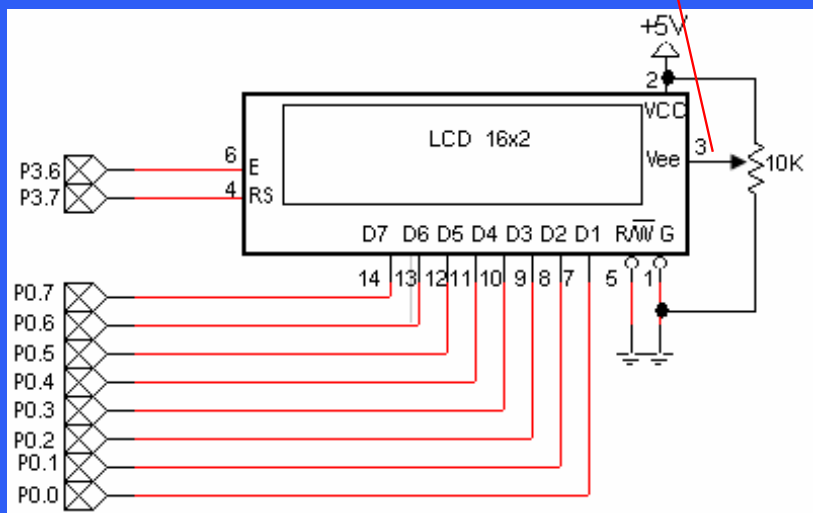 +5V
2
VCC
LCD 16x2
Vee
3
10K
P3.6
6
E
P3.7
4
RS
D7 D6 D5 D4 D3 D2 D1 R/W̅ G
14 13 12 11 10 9 8 7 5 1
P0.7
P0.6
P0.5
P0.4
P0.3
P0.2
P0.1
P0.0